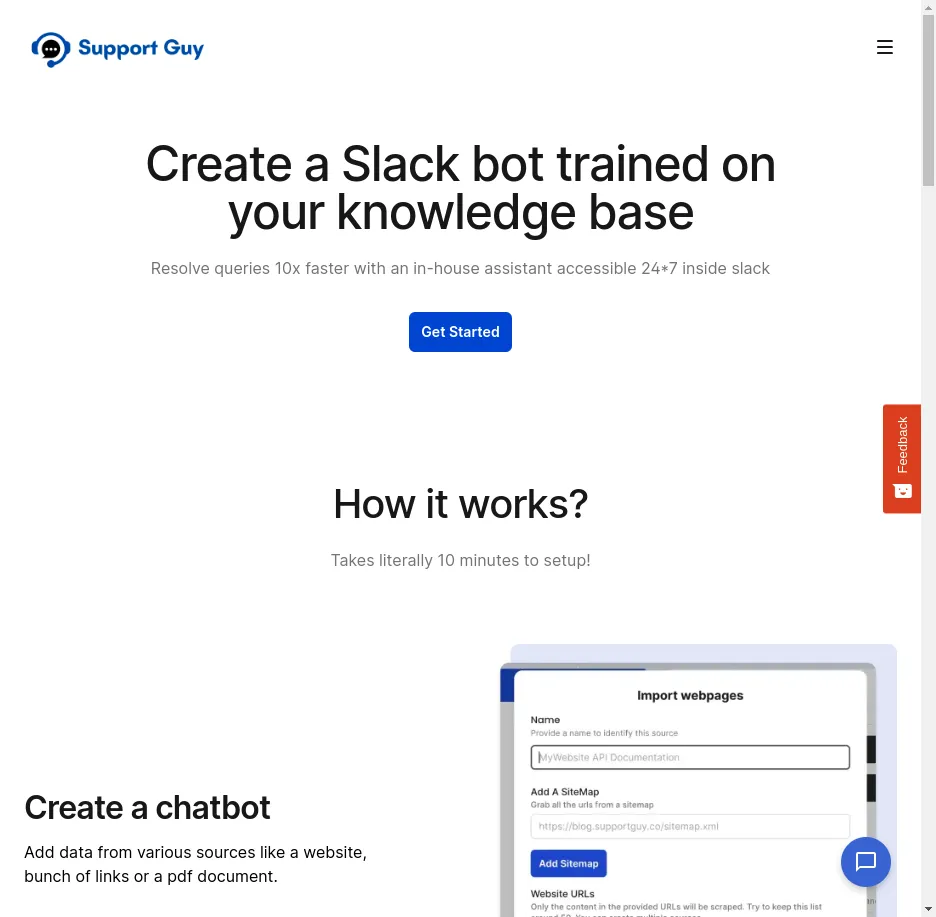 Support Guy
Create a Slack bot trained on
your knowledge base
Resolve queries 10x faster with an in-house assistant accessible 24*7 inside slack
Get Started
Feedback
How it works?
Takes literally 10 minutes to setup!
Create a chatbot
Add data from various sources like a website,
bunch of links or a pdf document.
Import webpages
Name
Provide a name to identify this source
MyWebsite API Documentation
Add A SiteMap
Grab all the urls from a sitemap
https://blog.supportguy.co/sitemap.xml
Add Sitemap
Website URLs
Only the content in the provided URLs will be scraped. Try to keep this list